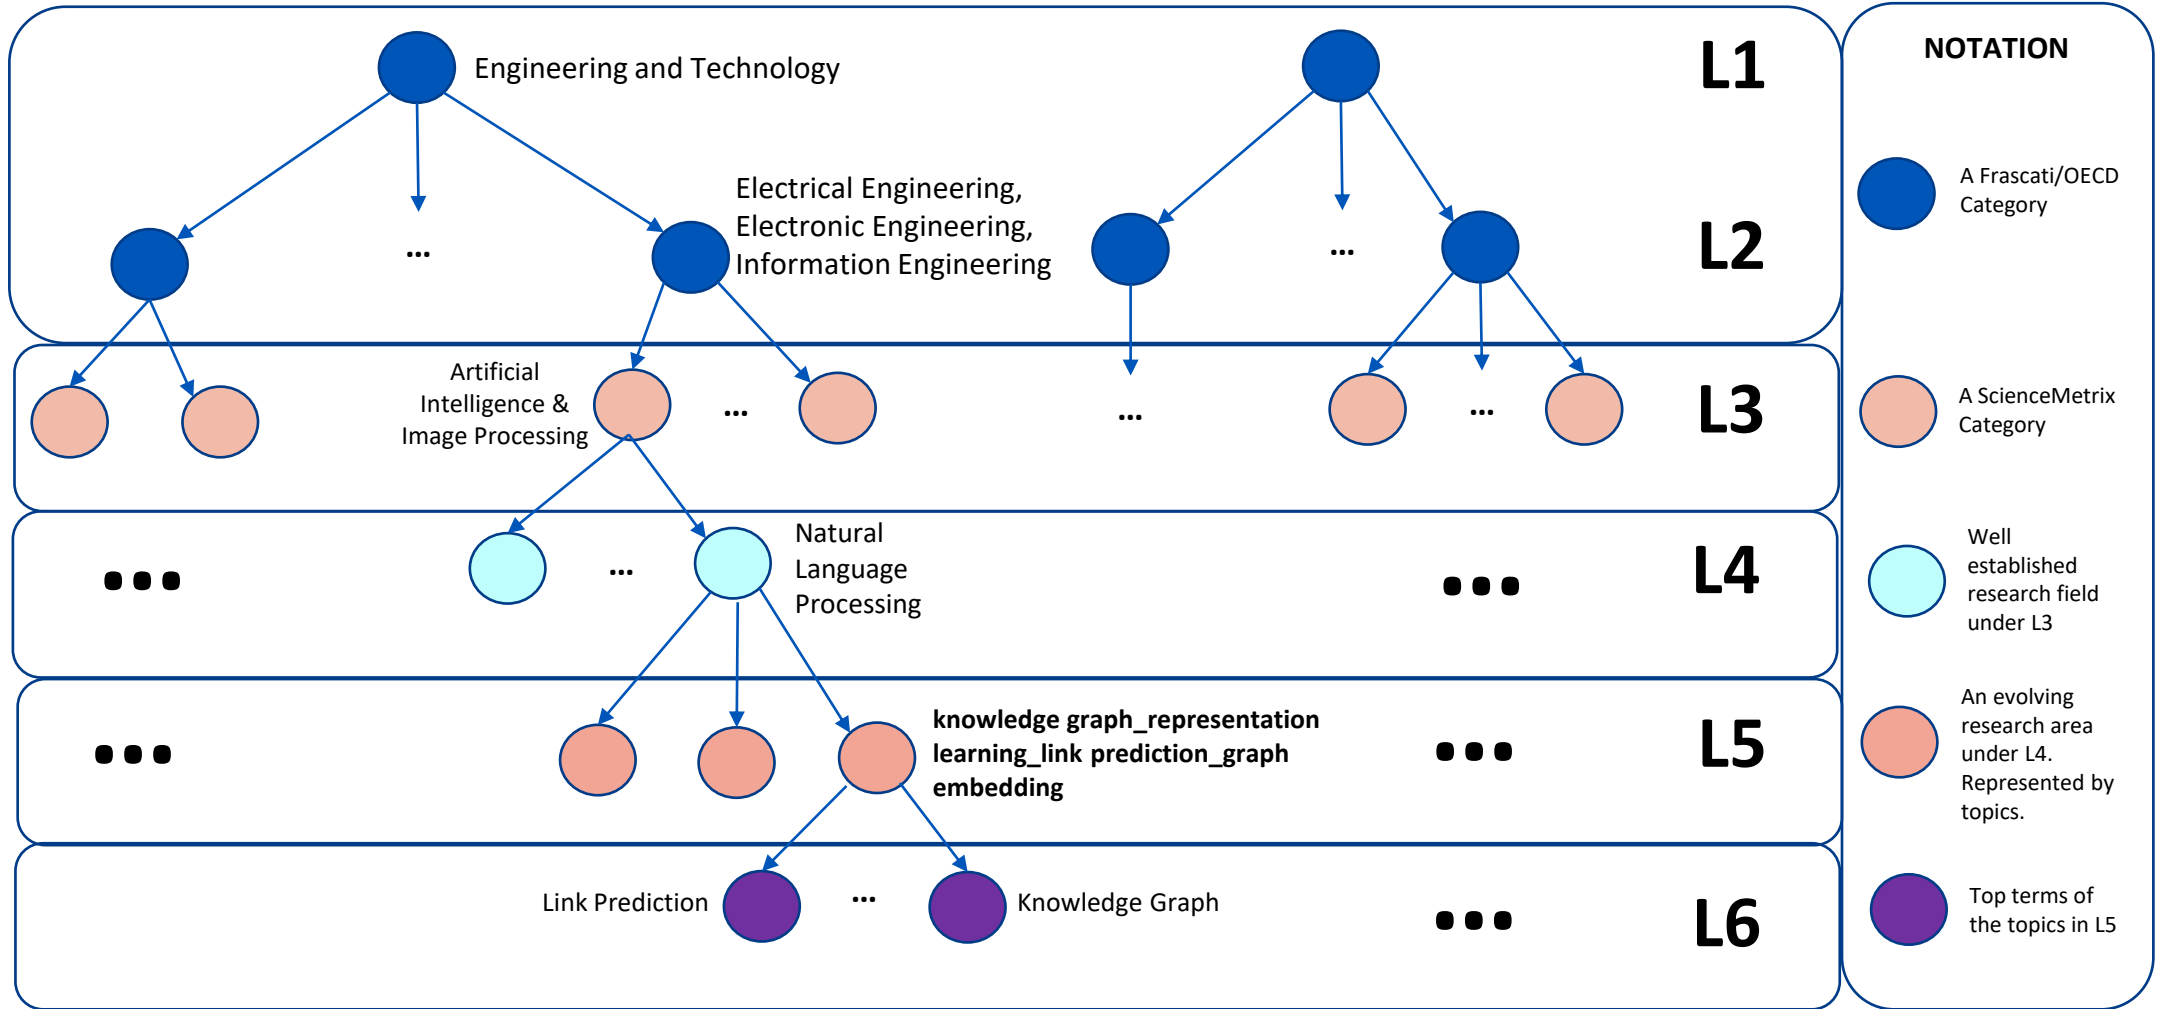 Engineering and Technology
L1
NOTATION
A Frascati/OECD
Category
Electrical Engineering,
Electronic Engineering,
Information Engineering
...
...
L2
Artificial
Intelligence &
Image Processing
...
...
...
L3
A ScienceMetrix
Category
...
...
Natural
Language
Processing
...
L4
Well
established
research field
under L3
...
knowledge graph_representation
learning_link prediction_graph
embedding
...
L5
An evolving
research area
under L4.
Represented by
topics.
Link Prediction
...
Knowledge Graph
...
L6
Top terms of
the topics in L5